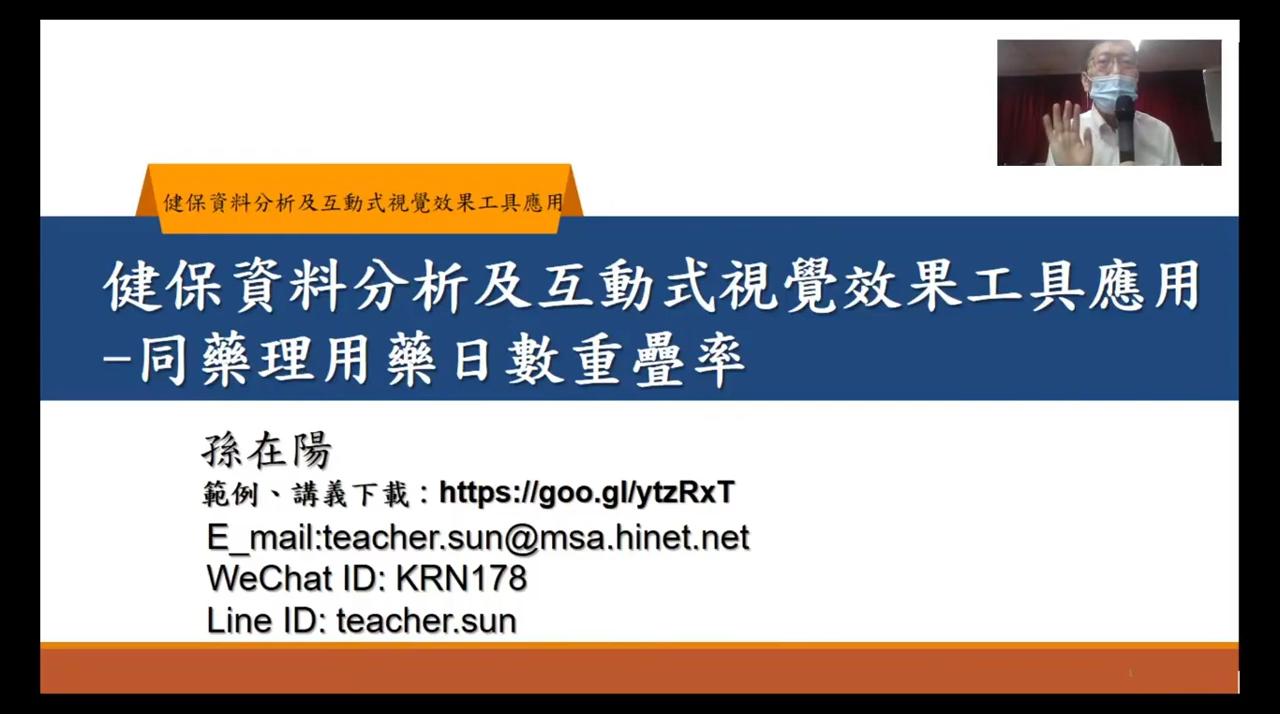 健保資料分析及互動式視覺效果工具應用
健保資料分析及互動式視覺效果工具應用
–同藥理用藥日數重疊率
孫在陽
範例、講義下載：https://goo.gl/ytzRxT
E_mail:teacher.sun@msa.hinet.net
WeChat ID: KRN178
Line ID: teacher.sun
1